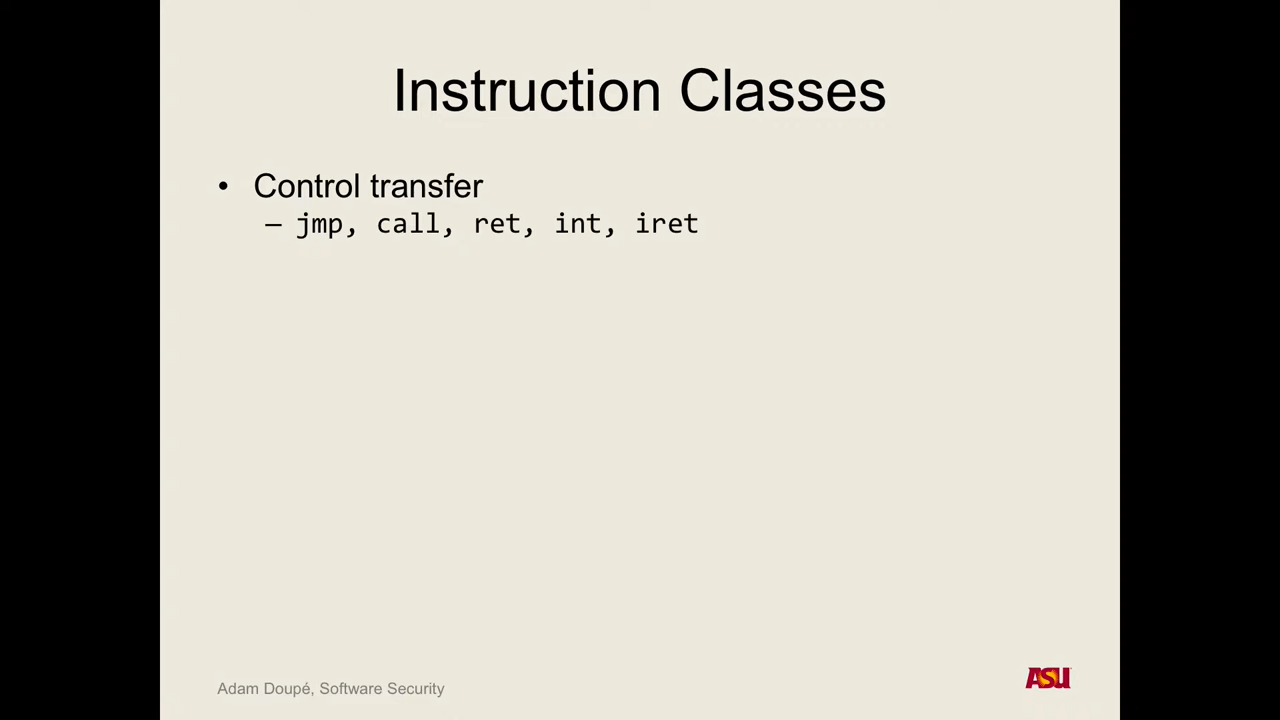 Instruction Classes
• Control transfer
– jmp, call, ret, int, iret
Adam Doupé, Software Security
ASU